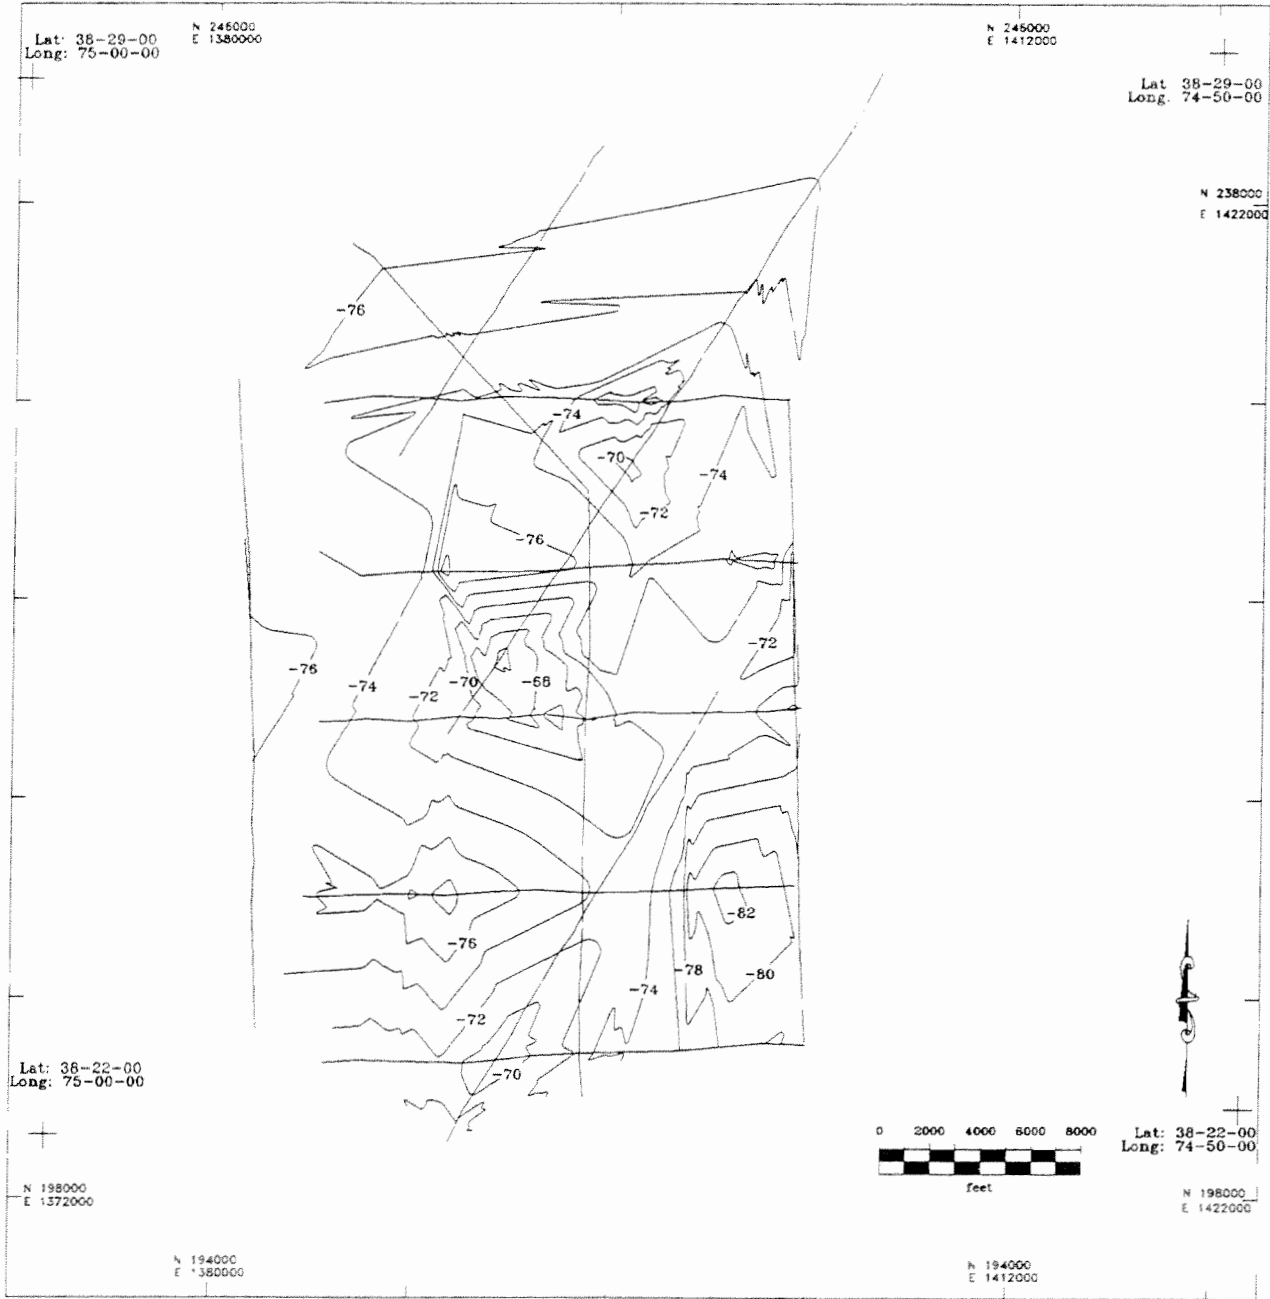 N 246000
E 1380000
Lat: 38-29-00
Long: 75-00-00
N 246000
E 1412000
Lat 38-29-00
Long. 74-50-00
N 238000
E 1422000
-76
-74
-70
-74
-72
-76
-72
-76
-74
-72
-70
-68
-82
-76
-78
-80
-74
-72
-70
Lat: 38-22-00
Long: 75-00-00
0 2000 4000 6000 8000
feet
Lat: 38-22-00
Long: 74-50-00
N 198000
E 1372000
N 198000
E 1422000
N 194000
E 1380000
N 194000
E 1412000